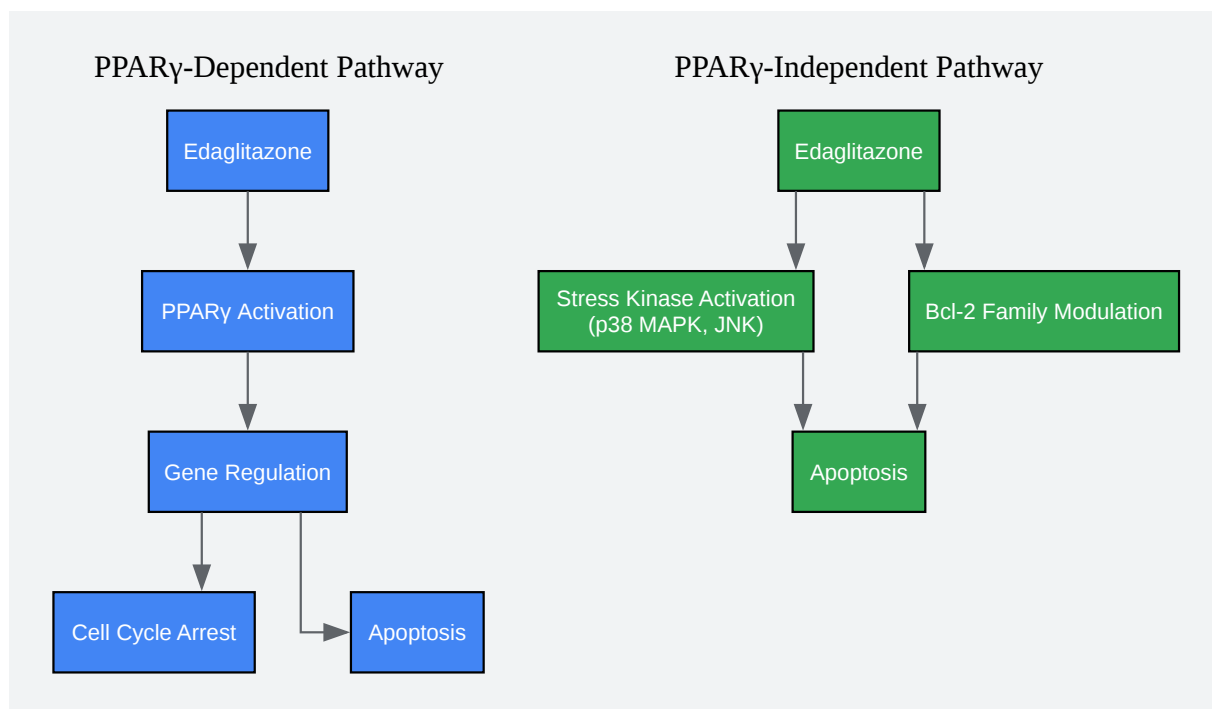 PPARγ-Dependent Pathway
Edaglitazone
PPARγ Activation
Gene Regulation
Cell Cycle Arrest
Apoptosis
PPARγ-Independent Pathway
Edaglitazone
Stress Kinase Activation
(p38 MAPK, JNK)
Bcl-2 Family Modulation
Apoptosis